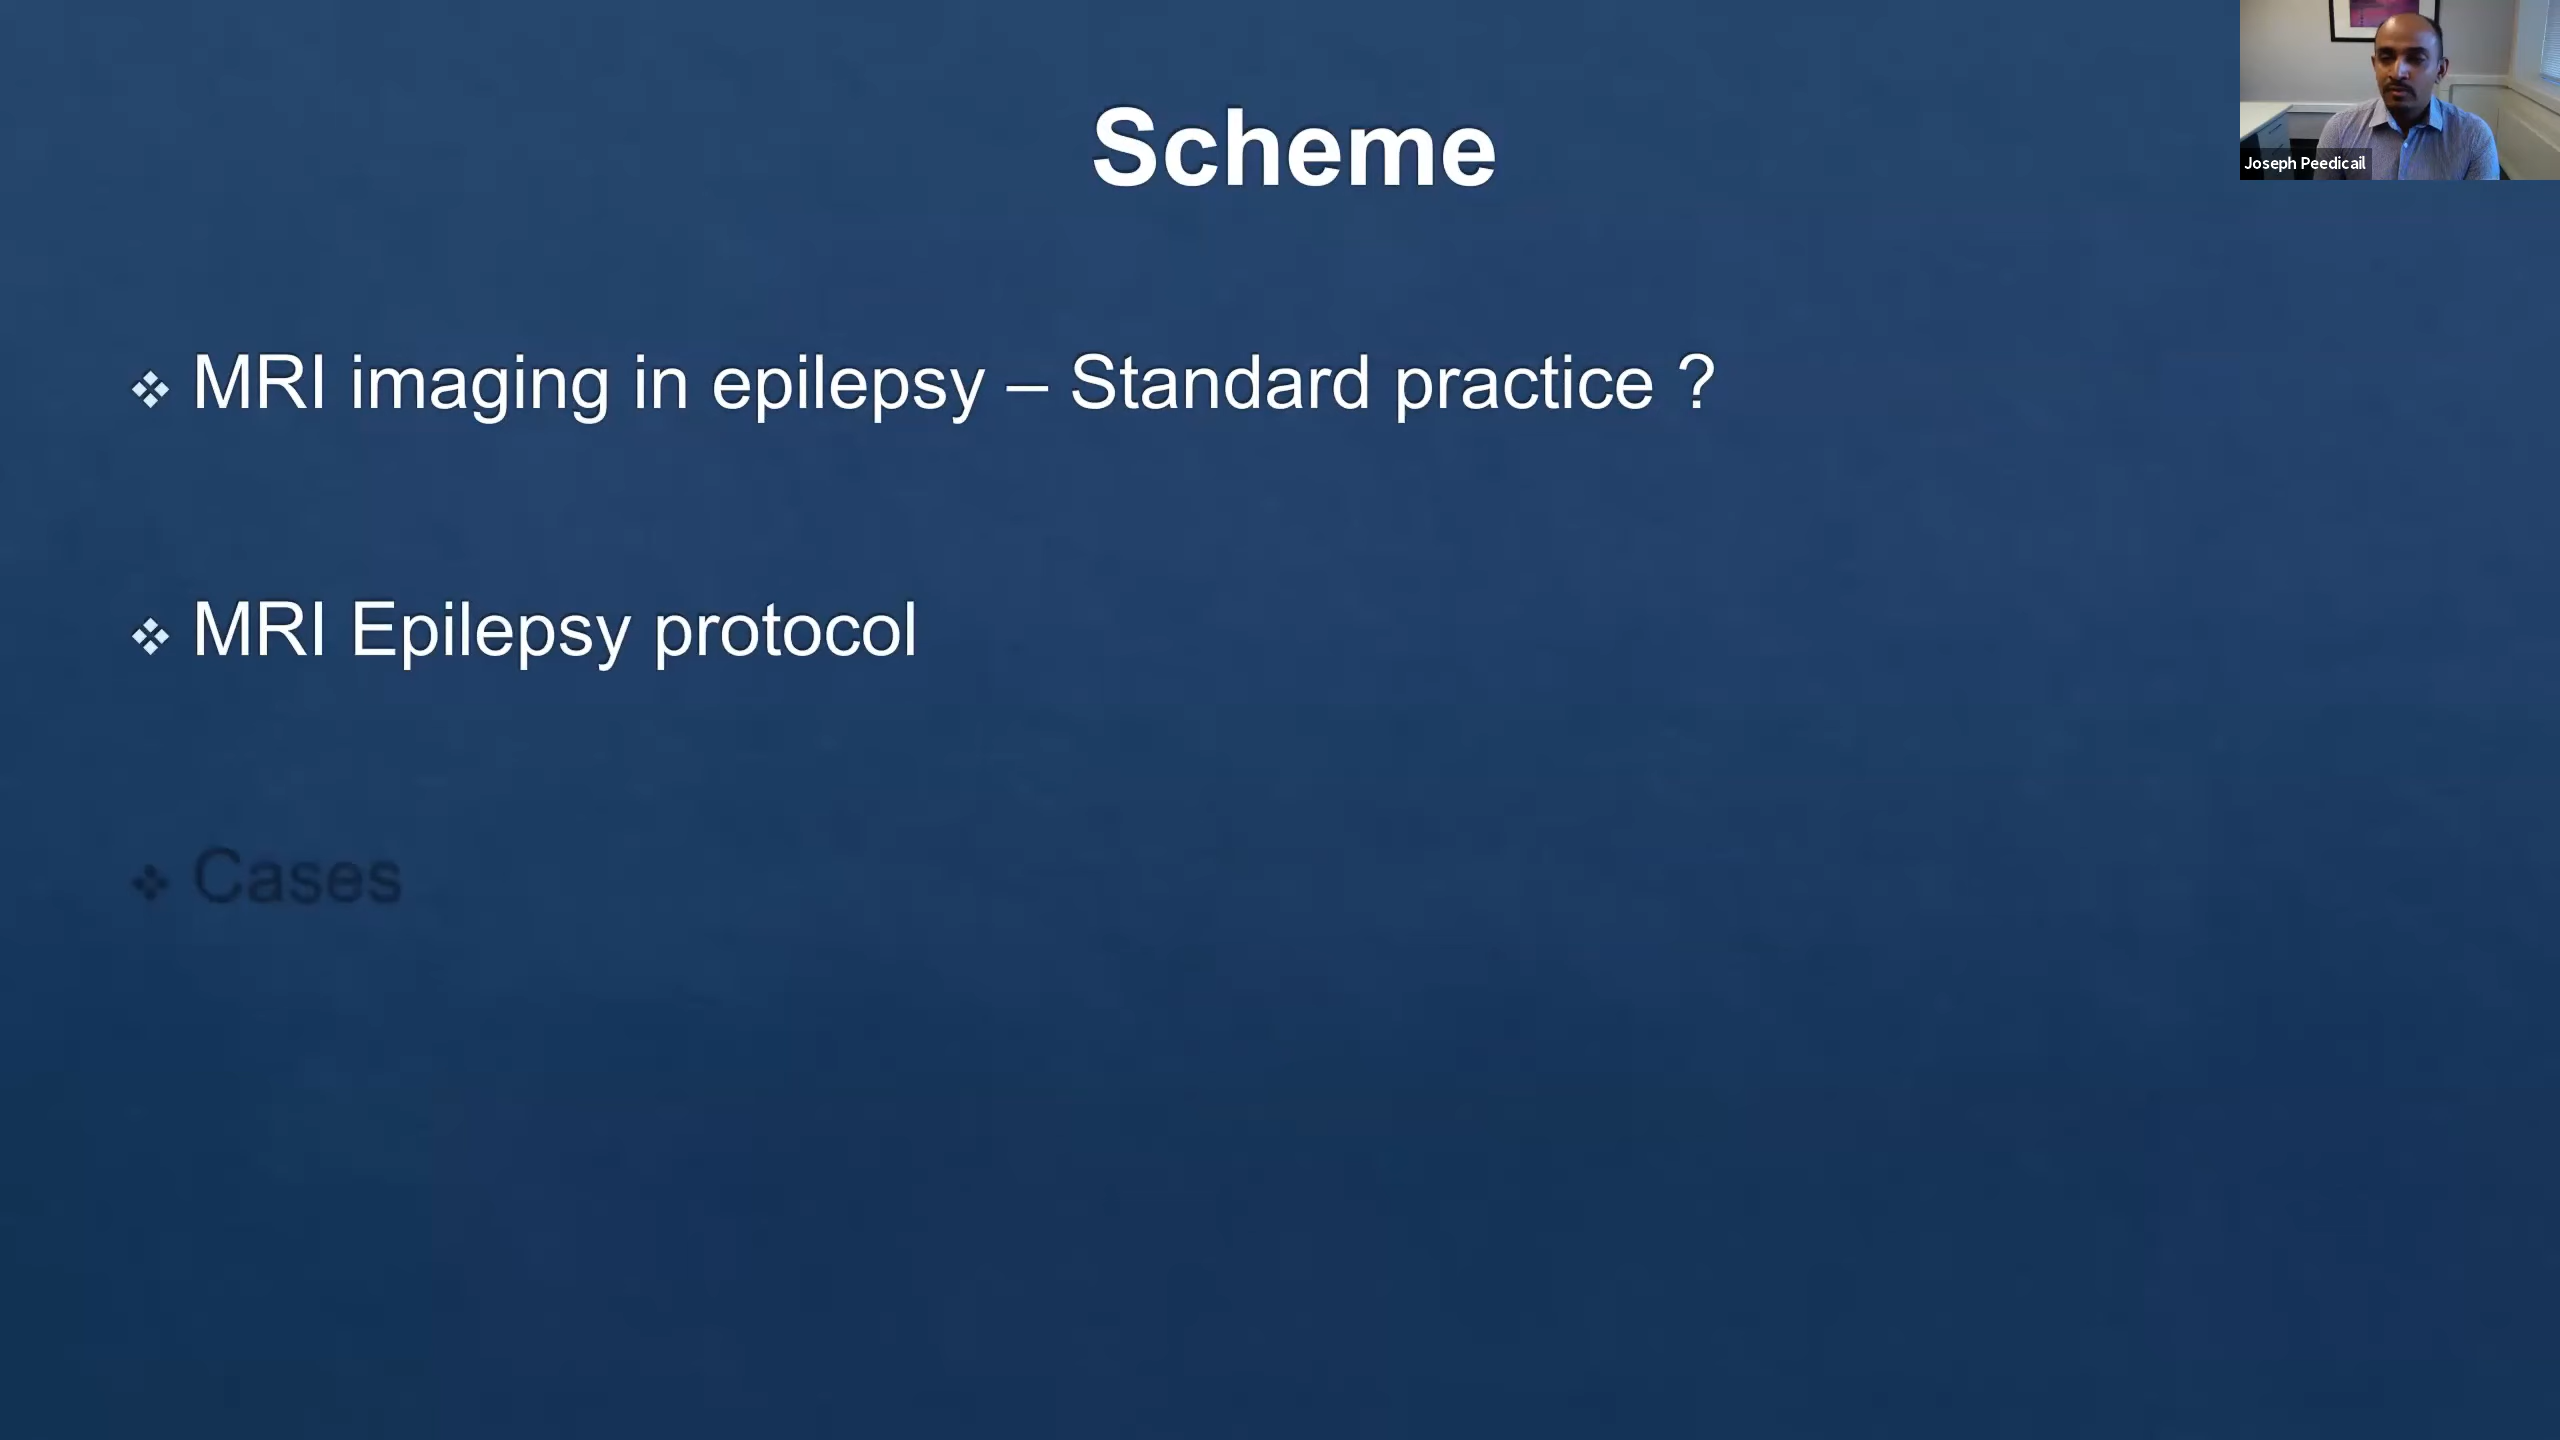 Scheme
Joseph Peedicail
❖ MRI imaging in epilepsy – Standard practice ?
❖ MRI Epilepsy protocol
❖ Cases